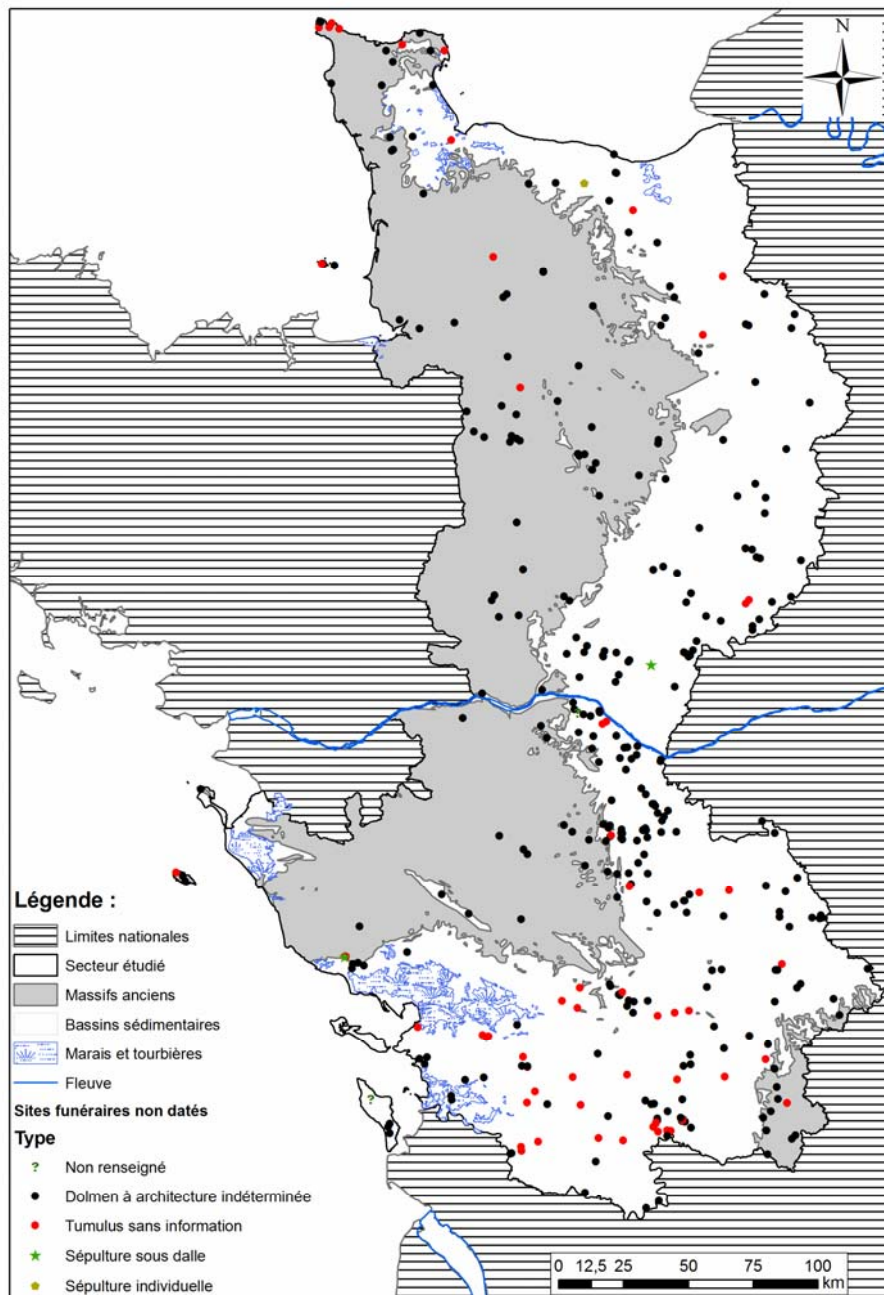 N
Légende :
Limites nationales
Secteur étudié
Massifs anciens
Bassins sédimentaires
Marais et tourbières
Fleuve
Sites funéraires non datés
Type
? Non renseigné
Dolmen à architecture indéterminée
Tumulus sans information
Sépulture sous dalle
Sépulture individuelle
?
0 12,5 25 50 75 100
km